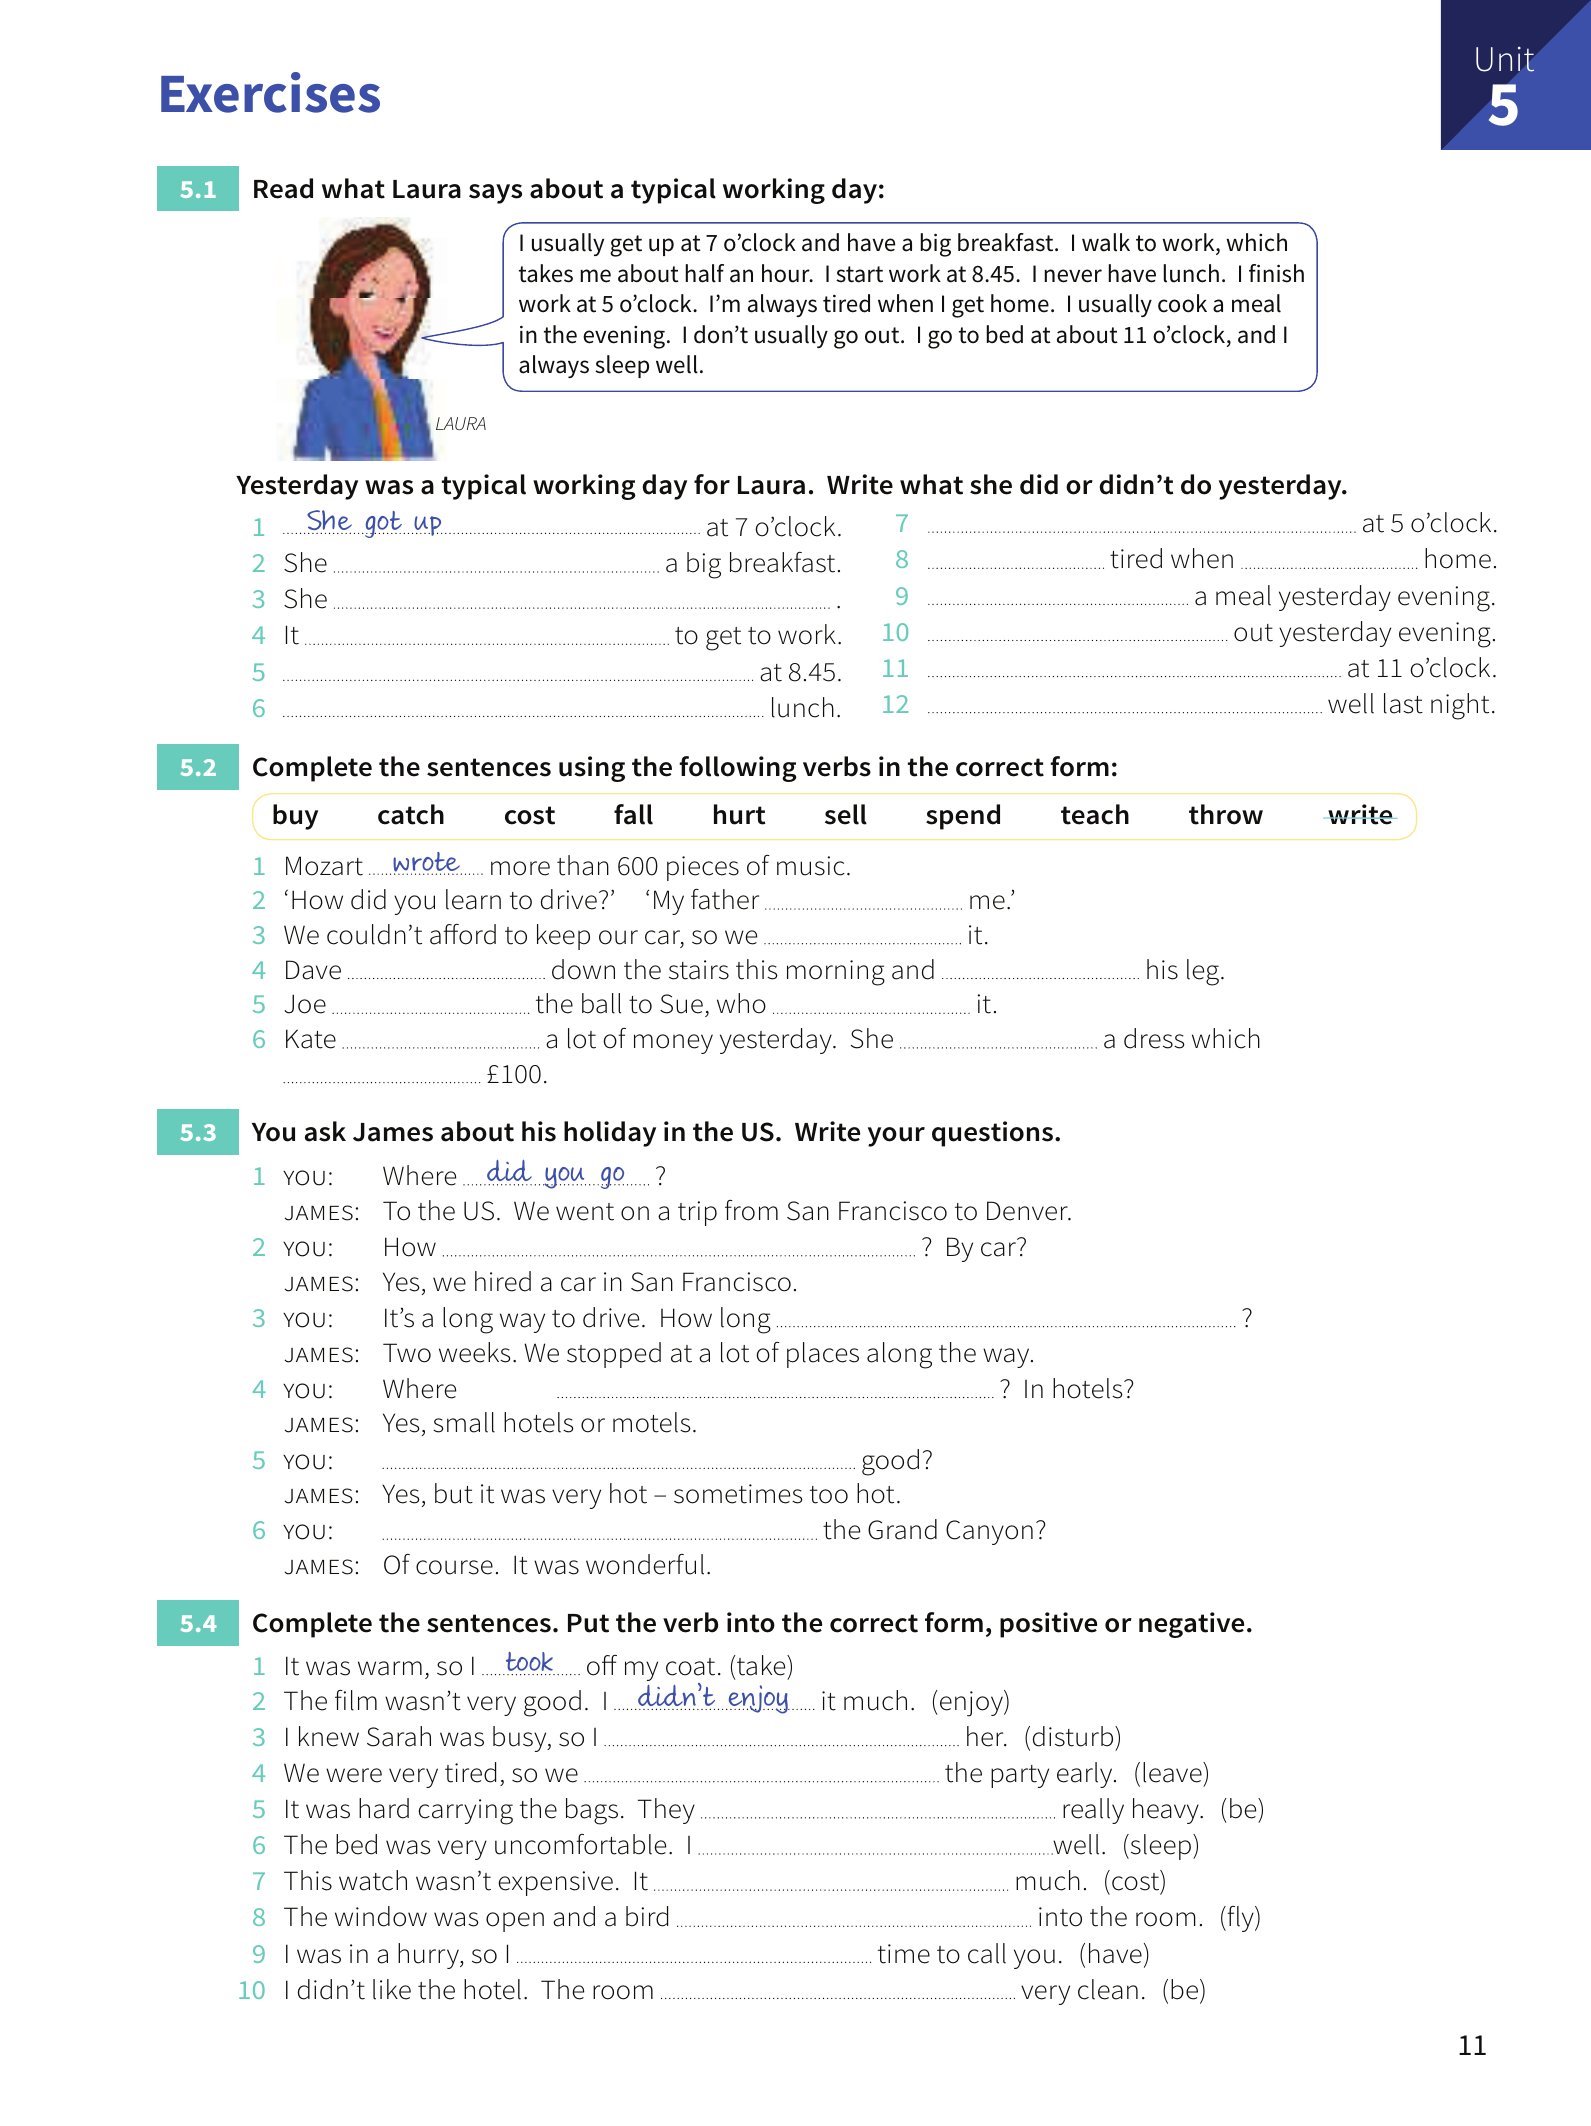 Unit
5
Exercises
5.1 Read what Laura says about a typical working day:
I usually get up at 7 o’clock and have a big breakfast. I walk to work, which
takes me about half an hour. I start work at 8.45. I never have lunch. I finish
work at 5 o’clock. I’m always tired when I get home. I usually cook a meal
in the evening. I don’t usually go out. I go to bed at about 11 o’clock, and I
always sleep well.
LAURA
Yesterday was a typical working day for Laura. Write what she did or didn’t do yesterday.
1 She got up at 7 o’clock.
2 She a big breakfast.
3 She .
4 It to get to work.
5 at 8.45.
6 lunch.
7 at 5 o’clock.
8 tired when home.
9 a meal yesterday evening.
10 out yesterday evening.
11 at 11 o’clock.
12 well last night.
5.2 Complete the sentences using the following verbs in the correct form:
buy catch cost fall hurt sell spend teach throw write
1 Mozart wrote more than 600 pieces of music.
2 ‘How did you learn to drive?’ ‘My father me.’
3 We couldn’t afford to keep our car, so we it.
4 Dave down the stairs this morning and his leg.
5 Joe the ball to Sue, who it.
6 Kate a lot of money yesterday. She a dress which
£100.
5.3 You ask James about his holiday in the US. Write your questions.
1 YOU: Where did you go ?
JAMES: To the US. We went on a trip from San Francisco to Denver.
2 YOU: How ? By car?
JAMES: Yes, we hired a car in San Francisco.
3 YOU: It’s a long way to drive. How long ?
JAMES: Two weeks. We stopped at a lot of places along the way.
4 YOU: Where ? In hotels?
JAMES: Yes, small hotels or motels.
5 YOU: good?
JAMES: Yes, but it was very hot – sometimes too hot.
6 YOU: the Grand Canyon?
JAMES: Of course. It was wonderful.
5.4 Complete the sentences. Put the verb into the correct form, positive or negative.
1 It was warm, so I took off my coat. (take)
2 The film wasn’t very good. I didn’t enjoy it much. (enjoy)
3 I knew Sarah was busy, so I her. (disturb)
4 We were very tired, so we the party early. (leave)
5 It was hard carrying the bags. They really heavy. (be)
6 The bed was very uncomfortable. I well. (sleep)
7 This watch wasn’t expensive. It much. (cost)
8 The window was open and a bird into the room. (fly)
9 I was in a hurry, so I time to call you. (have)
10 I didn’t like the hotel. The room very clean. (be)
11